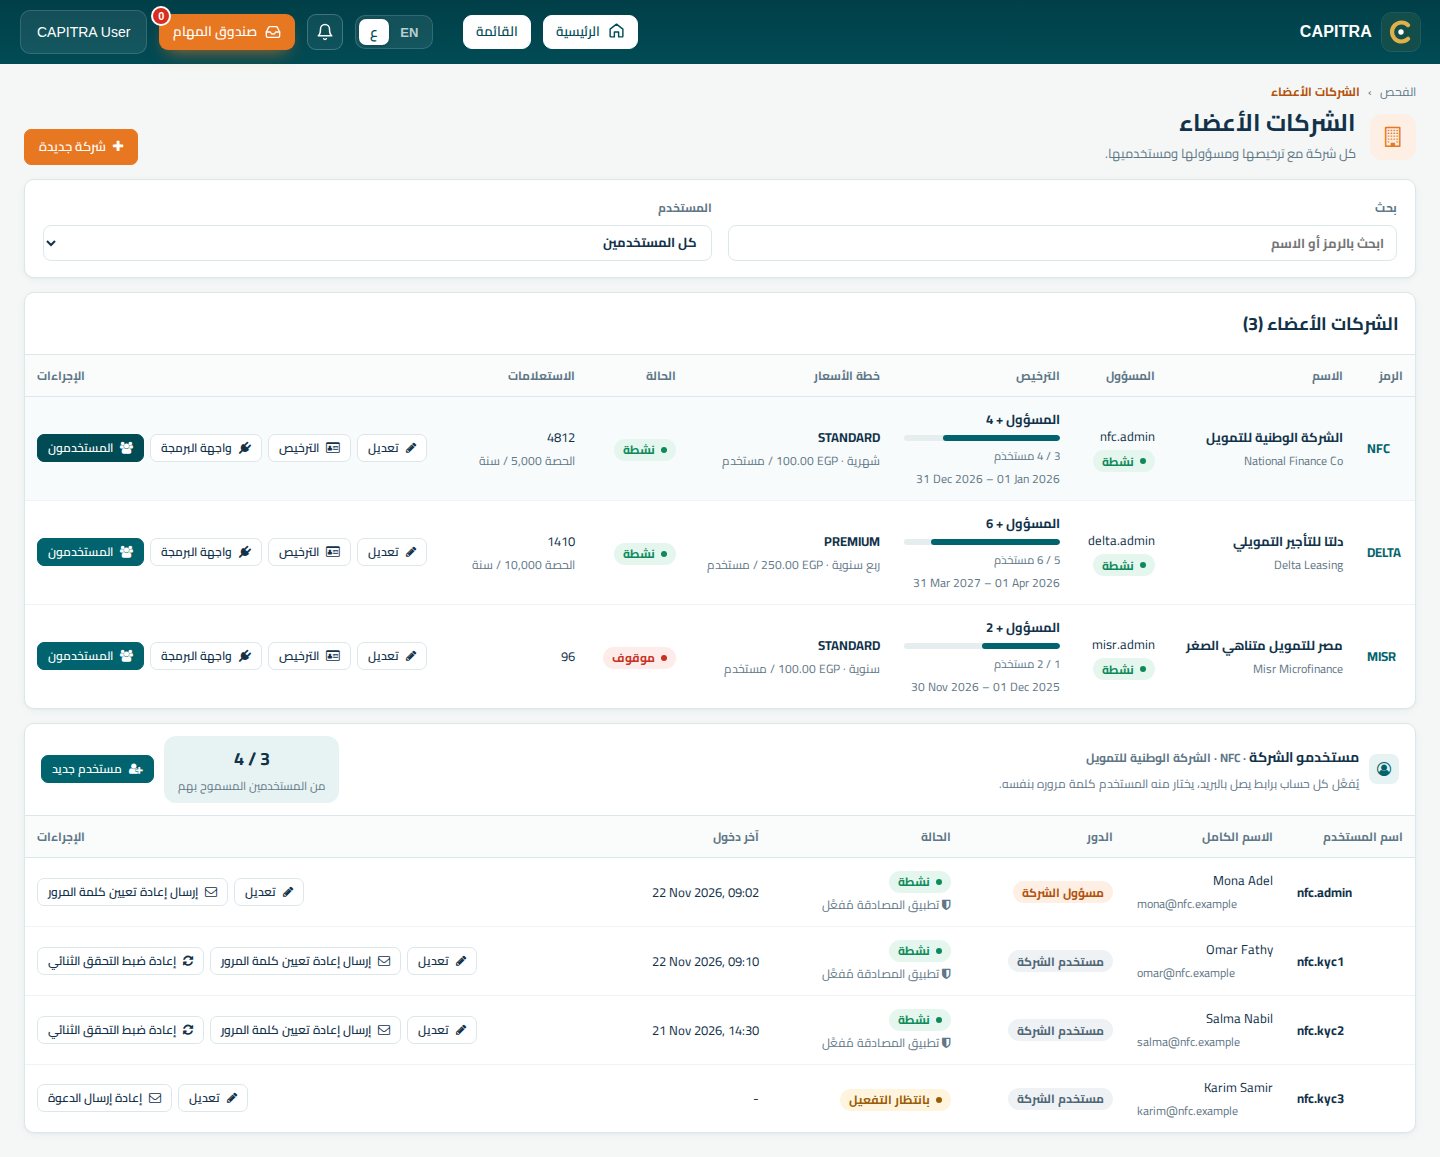 CAPITRA
الرئيسية
القائمة
EN ع
صندوق المهام 0
CAPITRA User
الفحص ‹ الشركات الأعضاء
الشركات الأعضاء
كل شركة مع ترخيصها ومسؤولها ومستخدميها.
شركة جديدة
بحث
المستخدم
ابحث بالرمز أو الاسم
كل المستخدمين
الشركات الأعضاء (3)
الرمز الاسم المسؤول الترخيص خطة الأسعار الحالة الاستعلامات الإجراءات
NFC
الشركة الوطنية للتمويل
National Finance Co
nfc.admin
نشطة
المسؤول + 4
3 / 4 مستخدَم
01 Jan 2026 – 31 Dec 2026
STANDARD
شهرية · 100.00 EGP / مستخدم
نشطة
4812
الحصة 5,000 / سنة
تعديل الترخيص واجهة البرمجة المستخدمون
DELTA
دلتا للتأجير التمويلي
Delta Leasing
delta.admin
نشطة
المسؤول + 6
5 / 6 مستخدَم
01 Apr 2026 – 31 Mar 2027
PREMIUM
ربع سنوية · 250.00 EGP / مستخدم
نشطة
1410
الحصة 10,000 / سنة
تعديل الترخيص واجهة البرمجة المستخدمون
MISR
مصر للتمويل متناهي الصغر
Misr Microfinance
misr.admin
نشطة
المسؤول + 2
1 / 2 مستخدَم
01 Dec 2025 – 30 Nov 2026
STANDARD
سنوية · 100.00 EGP / مستخدم
موقوف
96
تعديل الترخيص واجهة البرمجة المستخدمون
مستخدمو الشركة · NFC · الشركة الوطنية للتمويل
يُفعَّل كل حساب برابط يصل بالبريد، يختار منه المستخدم كلمة مروره بنفسه.
3 / 4
من المستخدمين المسموح بهم
مستخدم جديد
اسم المستخدم الاسم الكامل الدور الحالة آخر دخول الإجراءات
nfc.admin
Mona Adel
mona@nfc.example
مسؤول الشركة
نشطة
تطبيق المصادقة مُفعَّل
22 Nov 2026, 09:02
تعديل إرسال إعادة تعيين كلمة المرور
nfc.kyc1
Omar Fathy
omar@nfc.example
مستخدم الشركة
نشطة
تطبيق المصادقة مُفعَّل
22 Nov 2026, 09:10
تعديل إرسال إعادة تعيين كلمة المرور إعادة ضبط التحقق الثنائي
nfc.kyc2
Salma Nabil
salma@nfc.example
مستخدم الشركة
نشطة
تطبيق المصادقة مُفعَّل
21 Nov 2026, 14:30
تعديل إرسال إعادة تعيين كلمة المرور إعادة ضبط التحقق الثنائي
nfc.kyc3
Karim Samir
karim@nfc.example
مستخدم الشركة
بانتظار التفعيل
-
تعديل إعادة إرسال الدعوة